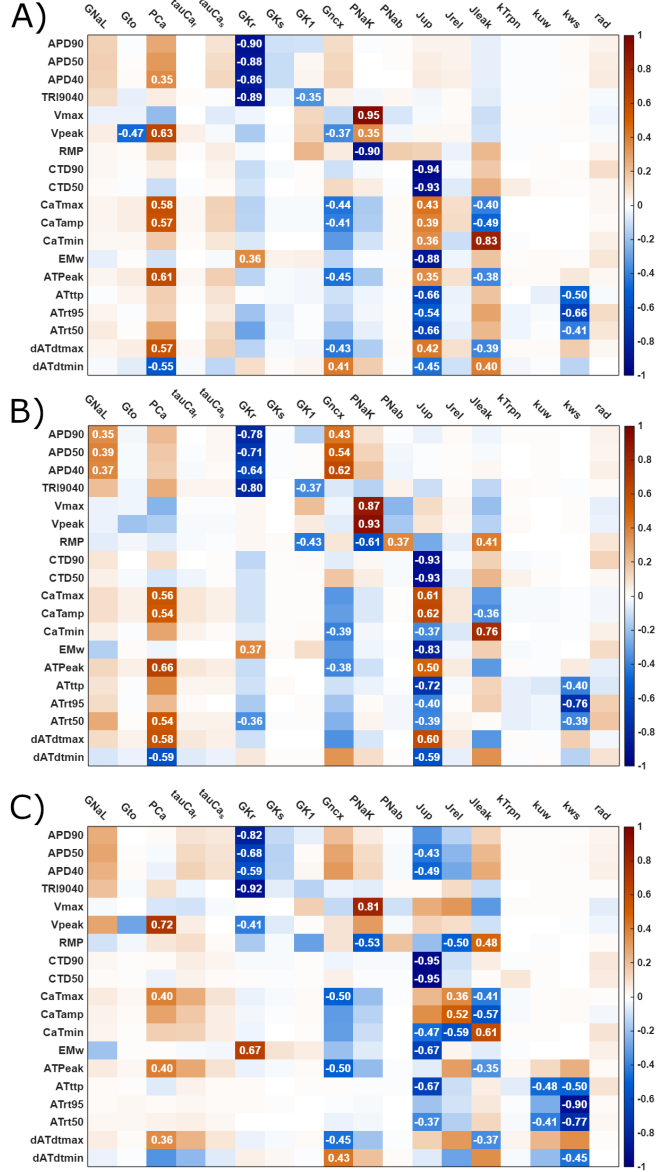 A)
GNaL Gto PCa tauCaf tauCas GKr GKs GK1 Gncx PNaK PNab Jup Jrel Jleak kTrpn kuw kws rad
APD90 -0.90 1
APD50 -0.88
APD40 0.35 -0.86 0.8
TRI9040 -0.89 -0.35
Vmax 0.95 0.6
Vpeak -0.47 0.63 -0.37 0.35
RMP -0.90 0.4
CTD90 -0.94
CTD50 -0.93 0.2
CaTmax 0.58 -0.44 0.43 -0.40
CaTamp 0.57 -0.41 0.39 -0.49 0
CaTmin 0.36 0.83
EMw 0.36 -0.88 -0.2
ATPeak 0.61 -0.45 0.35 -0.38
ATttp -0.66 -0.50 -0.4
ATrt95 -0.54 -0.66
ATrt50 -0.66 -0.41 -0.6
dATdtmax 0.57 -0.43 0.42 -0.39 -0.8
dATdtmin -0.55 0.41 -0.45 0.40
-1
B)
GNaL Gto PCa tauCaf tauCas GKr GKs GK1 Gncx PNaK PNab Jup Jrel Jleak kTrpn kuw kws rad
APD90 0.35 -0.78 0.43 1
APD50 0.39 -0.71 0.54
APD40 0.37 -0.64 0.62 0.8
TRI9040 -0.80 -0.37
Vmax 0.87 0.6
Vpeak 0.93
RMP -0.43 -0.61 0.37 0.41 0.4
CTD90 -0.93
CTD50 -0.93 0.2
CaTmax 0.56 0.61
CaTamp 0.54 0.62 -0.36 0
CaTmin -0.39 -0.37 0.76
EMw 0.37 -0.83 -0.2
ATPeak 0.66 -0.38 0.50
ATttp -0.72 -0.40 -0.4
ATrt95 -0.40 -0.76
ATrt50 0.54 -0.36 -0.39 -0.39 -0.6
dATdtmax 0.58 0.60 -0.8
dATdtmin -0.59 -0.59
-1
C)
GNaL Gto PCa tauCaf tauCas GKr GKs GK1 Gncx PNaK PNab Jup Jrel Jleak kTrpn kuw kws rad
APD90 -0.82 1
APD50 -0.68 -0.43
APD40 -0.59 -0.49 0.8
TRI9040 -0.92
Vmax 0.81 0.6
Vpeak 0.72 -0.41
RMP -0.53 -0.50 0.48 0.4
CTD90 -0.95
CTD50 -0.95 0.2
CaTmax 0.40 -0.50 0.36 -0.41
CaTamp 0.52 -0.57 0
CaTmin -0.47 -0.59 0.61
EMw 0.67 -0.67 -0.2
ATPeak 0.40 -0.50 -0.35
ATttp -0.67 -0.48 -0.50 -0.4
ATrt95 -0.90
ATrt50 -0.37 -0.41 -0.77 -0.6
dATdtmax 0.36 -0.45 -0.37 -0.8
dATdtmin 0.43 -0.45
-1